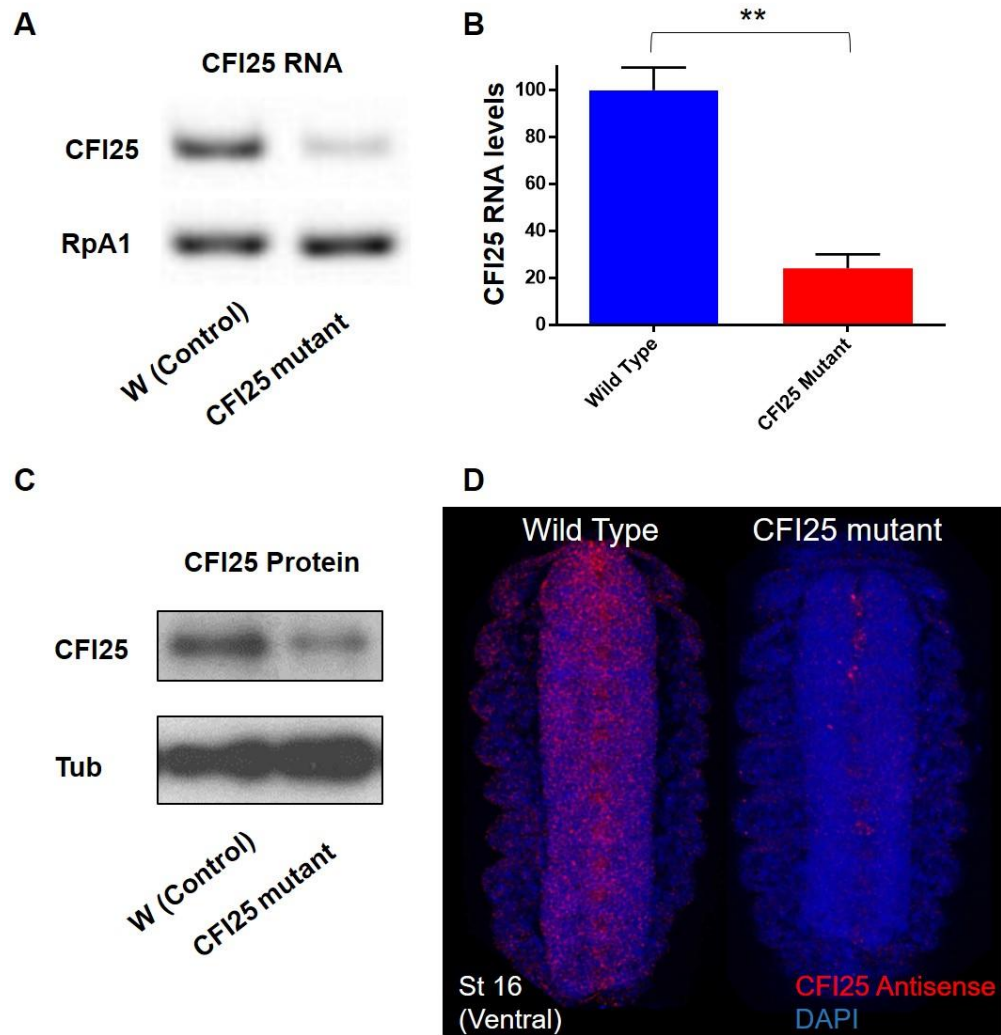 A
CFI25 RNA
CFI25
RpA1
W (Control)
CFI25 mutant
B
**
CFI25 RNA levels
100
80
60
40
20
0
Wild Type
CFI25 Mutant
C
CFI25 Protein
CFI25
Tub
W (Control)
CFI25 mutant
D
Wild Type
CFI25 mutant
St 16
(Ventral)
CFI25 Antisense
DAPI